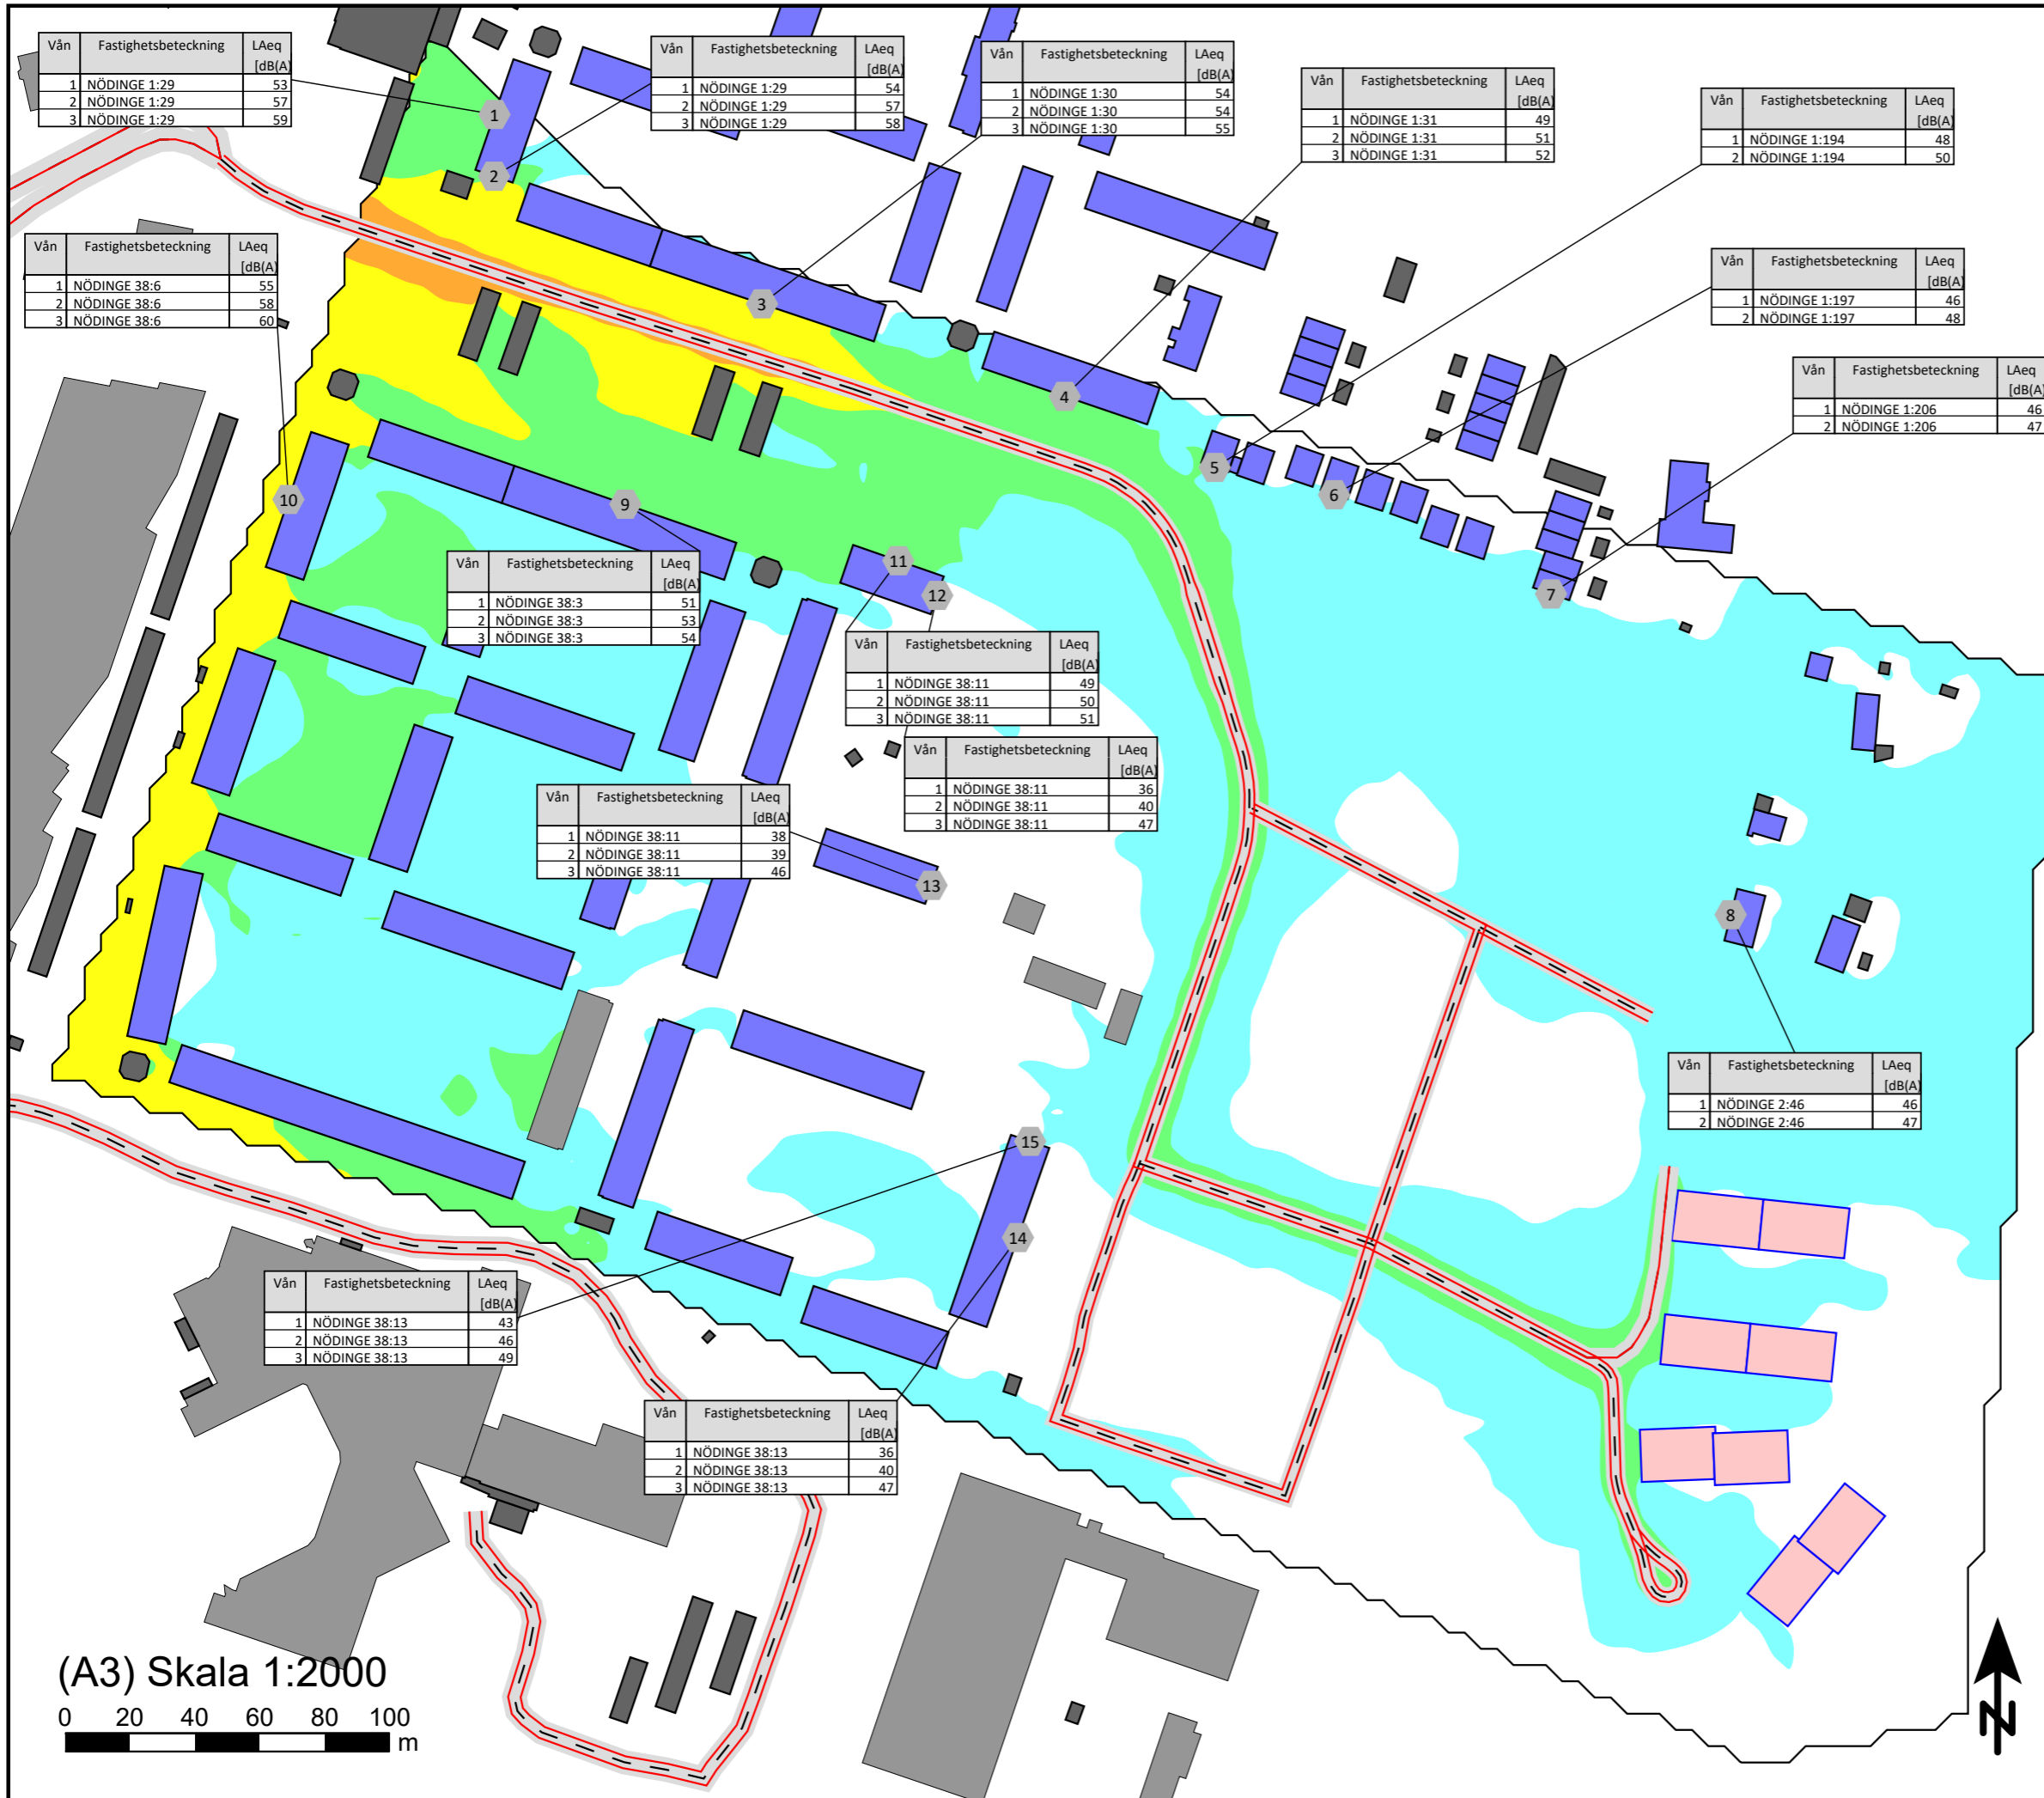 Vån Fastighetsbeteckning LAeq
[dB(A)
1 NÖDINGE 1:29 53
2 NÖDINGE 1:29 57
3 NÖDINGE 1:29 59
Vån Fastighetsbeteckning LAeq
[dB(A)
1 NÖDINGE 1:29 54
2 NÖDINGE 1:29 57
3 NÖDINGE 1:29 58
Vån Fastighetsbeteckning LAeq
[dB(A)
1 NÖDINGE 1:30 54
2 NÖDINGE 1:30 54
3 NÖDINGE 1:30 55
Vån Fastighetsbeteckning LAeq
[dB(A)
1 NÖDINGE 1:31 49
2 NÖDINGE 1:31 51
3 NÖDINGE 1:31 52
Vån Fastighetsbeteckning LAeq
[dB(A)
1 NÖDINGE 1:194 48
2 NÖDINGE 1:194 50
1
2
Vån Fastighetsbeteckning LAeq
[dB(A)
1 NÖDINGE 38:6 55
2 NÖDINGE 38:6 58
3 NÖDINGE 38:6 60
Vån Fastighetsbeteckning LAeq
[dB(A)
1 NÖDINGE 1:197 46
2 NÖDINGE 1:197 48
3
Vån Fastighetsbeteckning LAeq
[dB(A)
1 NÖDINGE 1:206 46
2 NÖDINGE 1:206 47
4
5
6
10
9
11
12
7
Vån Fastighetsbeteckning LAeq
[dB(A)
1 NÖDINGE 38:3 51
2 NÖDINGE 38:3 53
3 NÖDINGE 38:3 54
Vån Fastighetsbeteckning LAeq
[dB(A)
1 NÖDINGE 38:11 49
2 NÖDINGE 38:11 50
3 NÖDINGE 38:11 51
Vån Fastighetsbeteckning LAeq
[dB(A)
1 NÖDINGE 38:11 36
2 NÖDINGE 38:11 40
3 NÖDINGE 38:11 47
Vån Fastighetsbeteckning LAeq
[dB(A)
1 NÖDINGE 38:11 38
2 NÖDINGE 38:11 39
3 NÖDINGE 38:11 46
13
8
Vån Fastighetsbeteckning LAeq
[dB(A)
1 NÖDINGE 2:46 46
2 NÖDINGE 2:46 47
15
14
Vån Fastighetsbeteckning LAeq
[dB(A)
1 NÖDINGE 38:13 43
2 NÖDINGE 38:13 46
3 NÖDINGE 38:13 49
Vån Fastighetsbeteckning LAeq
[dB(A)
1 NÖDINGE 38:13 36
2 NÖDINGE 38:13 40
3 NÖDINGE 38:13 47
(A3) Skala 1:2000
0 20 40 60 80 100
m
N